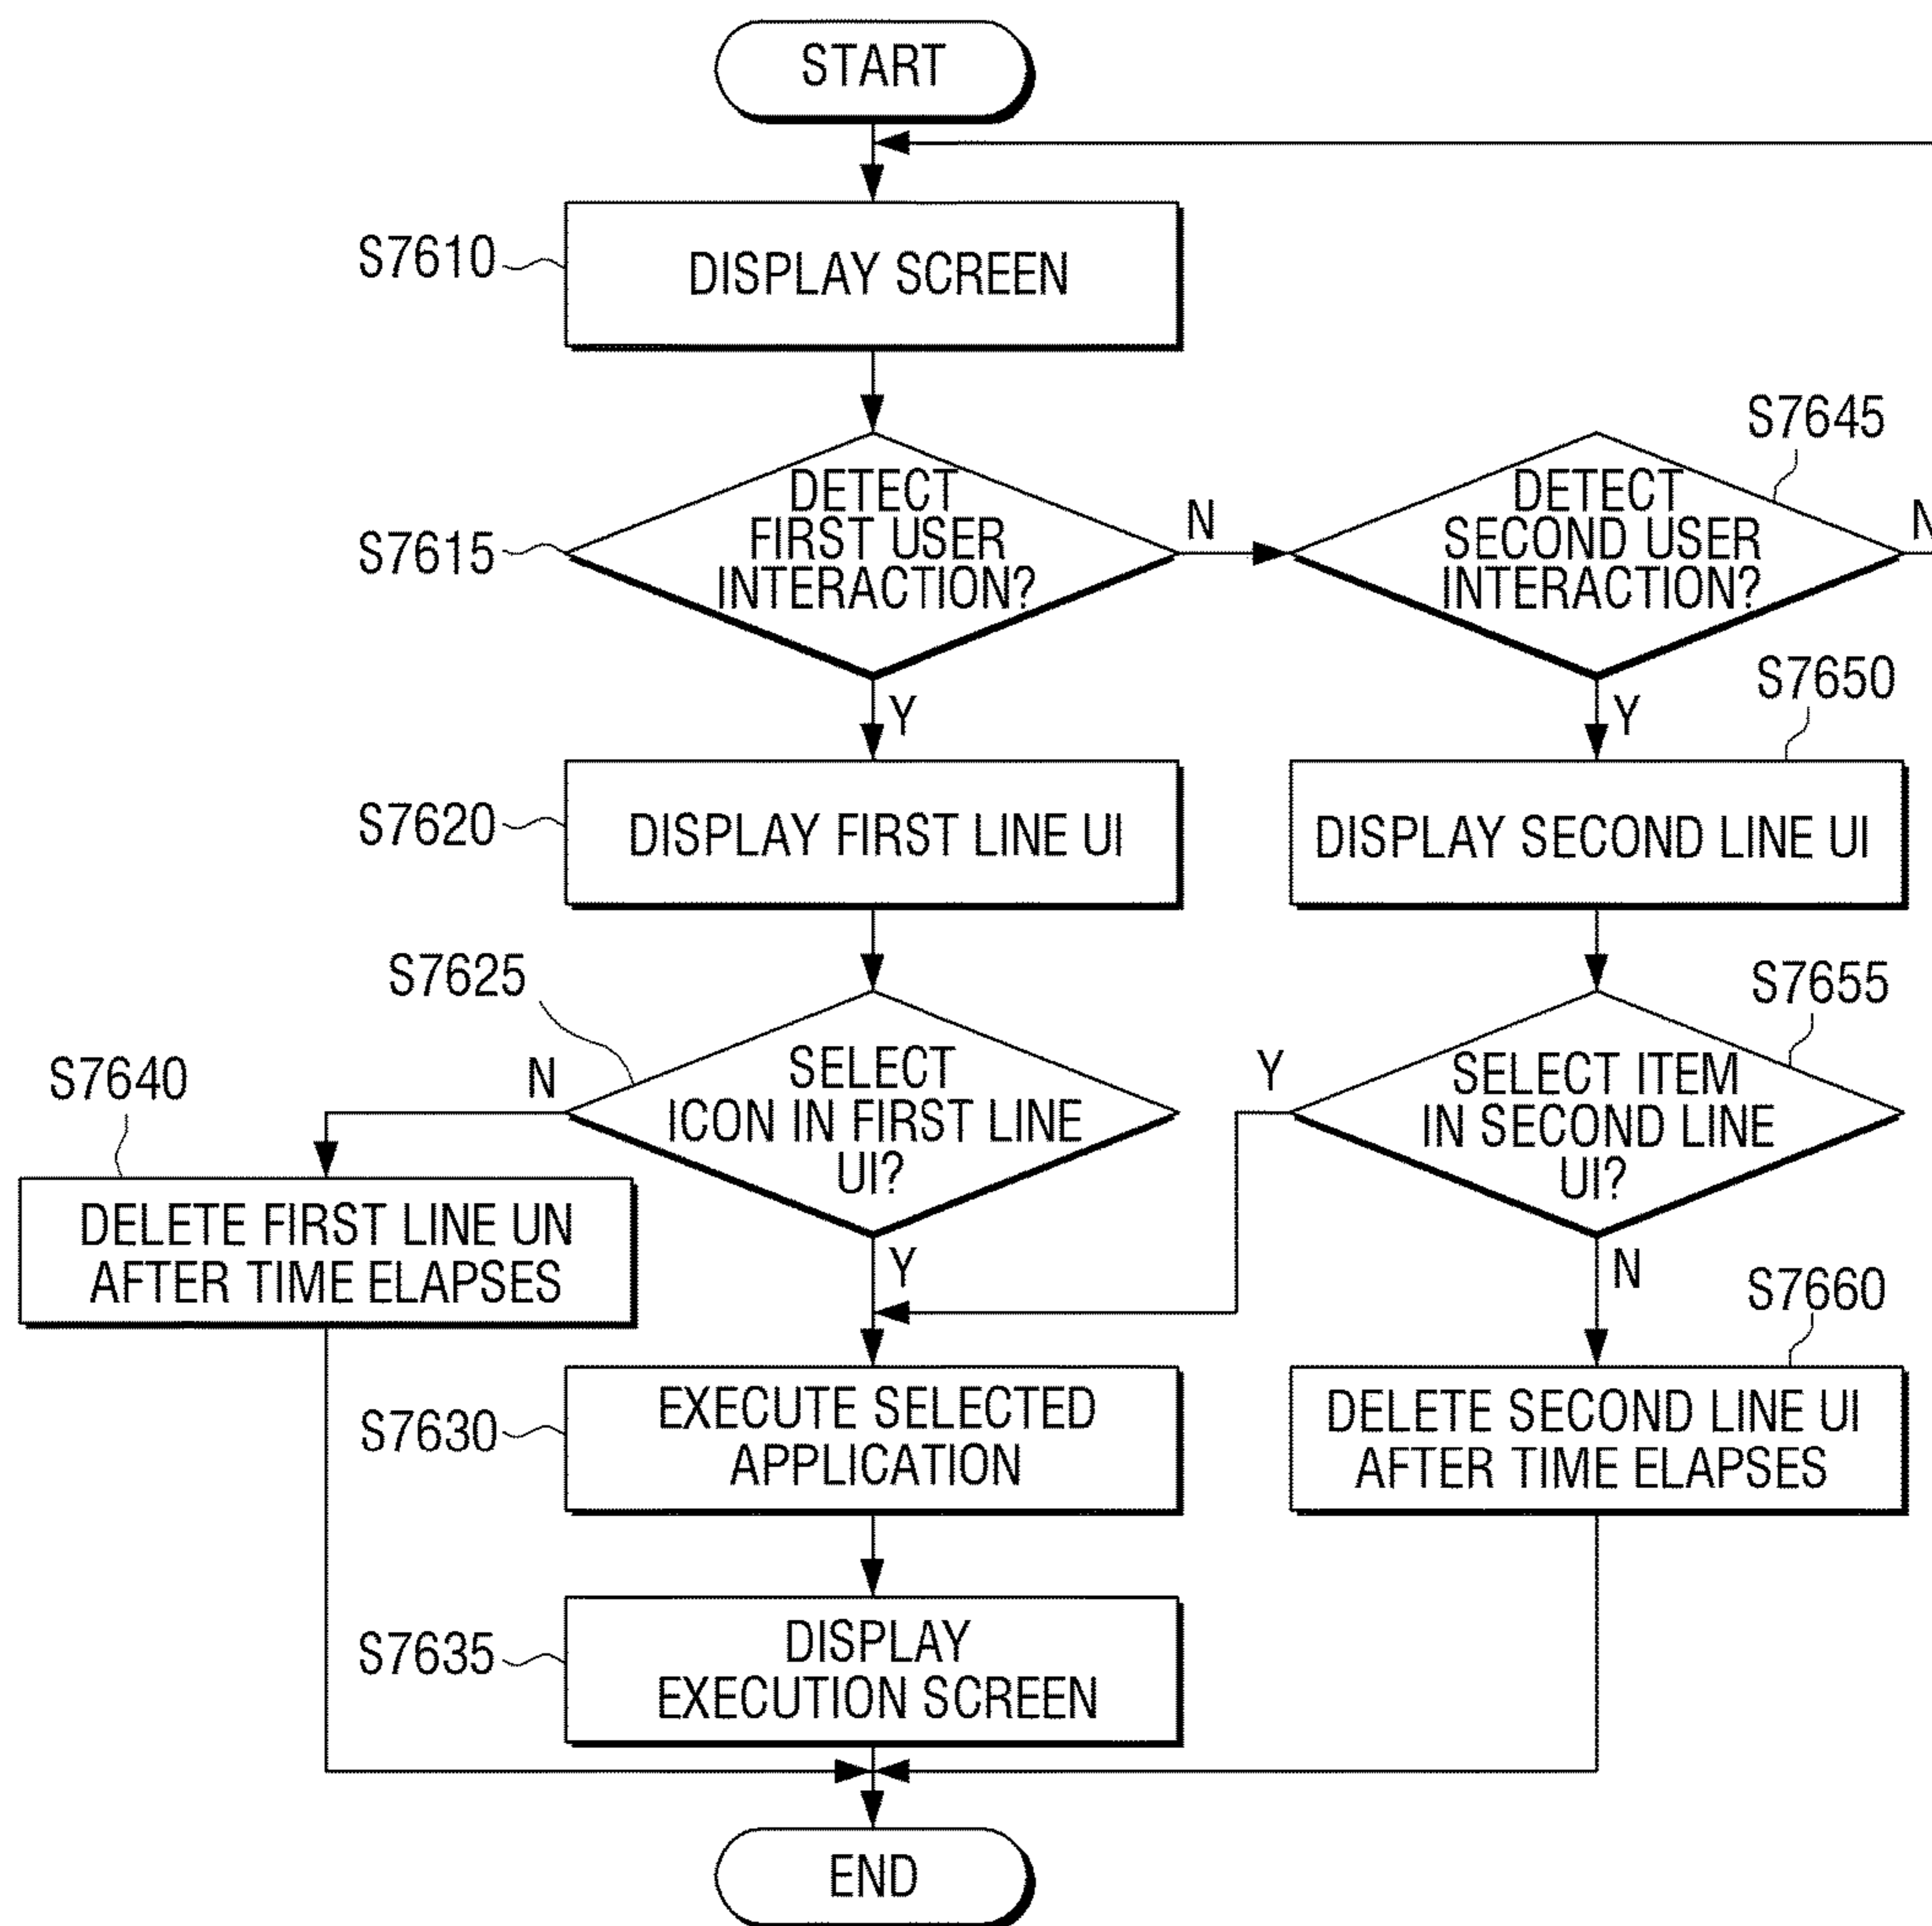 START
S7610
DISPLAY SCREEN
S7615
DETECT
FIRST USER
INTERACTION?
N
S7645
DETECT
SECOND USER
INTERACTION?
N
Y
Y
S7620
DISPLAY FIRST LINE UI
S7650
DISPLAY SECOND LINE UI
S7625
SELECT
ICON IN FIRST LINE
UI?
N
Y
S7655
SELECT ITEM
IN SECOND LINE
UI?
Y
N
S7640
DELETE FIRST LINE UN
AFTER TIME ELAPSES
S7630
EXECUTE SELECTED
APPLICATION
S7660
DELETE SECOND LINE UI
AFTER TIME ELAPSES
S7635
DISPLAY
EXECUTION SCREEN
END